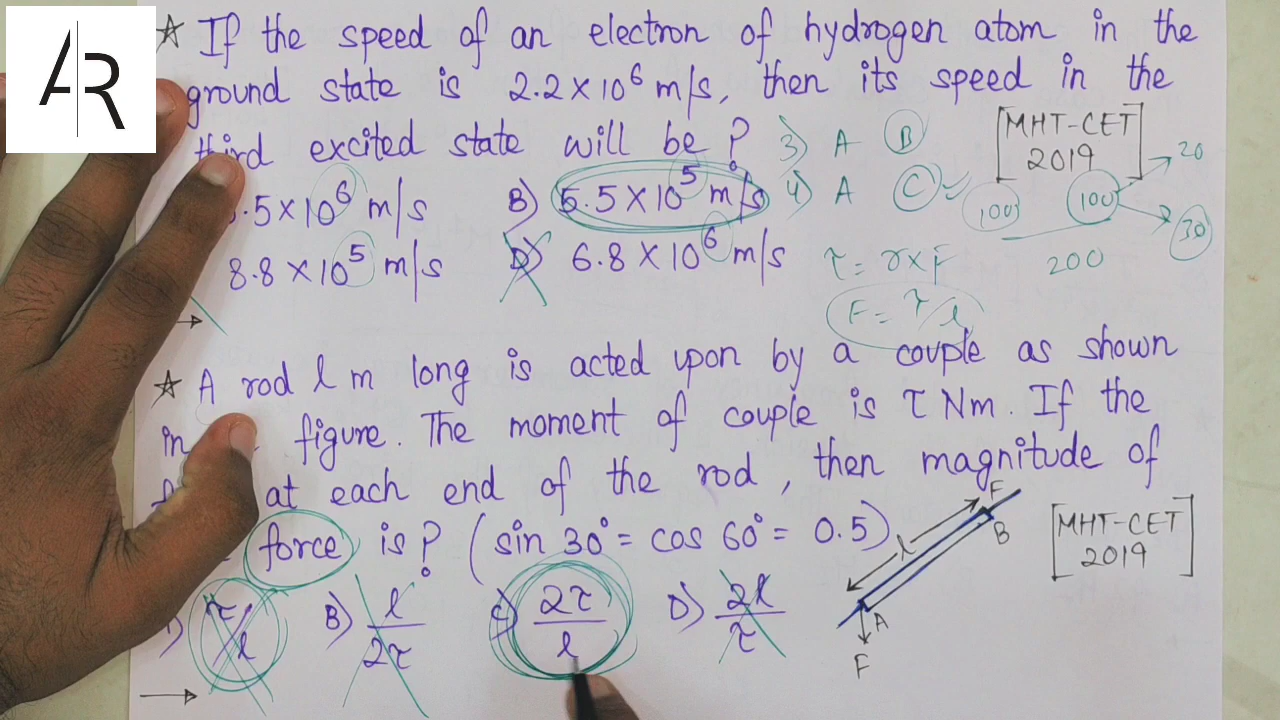 AR
☆ If the speed of an electron of hydrogen atom in the
ground state is 2.2×10⁶ m/s, then its speed in the
third excited state will be ?
[MHT-CET 2019]
3) A B
4) A C
100 100 20
30
200
.5×10⁶ m/s B) 5.5×10⁵ m/s
8.8×10⁵ m/s D) 6.8×10⁶ m/s
τ = r×F
F = τ/l
☆ A rod l m long is acted upon by a couple as shown
in figure. The moment of couple is τ Nm. If the
at each end of the rod, then magnitude of
force is ? (sin 30° = cos 60° = 0.5)
[MHT-CET 2019]
τ/l B) l/2τ C) 2τ/l D) 2l/τ
F
B
l
A
F